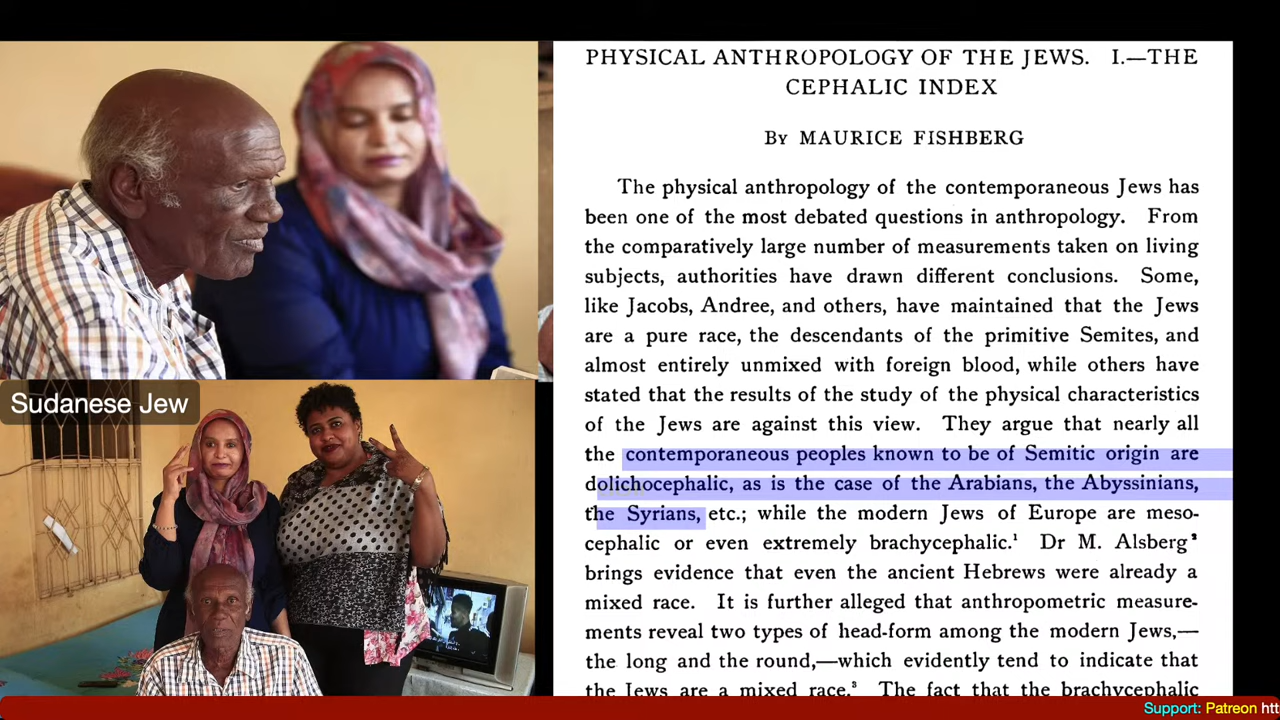 PHYSICAL ANTHROPOLOGY OF THE JEWS. I.—THE
CEPHALIC INDEX
By MAURICE FISHBERG
The physical anthropology of the contemporaneous Jews has
been one of the most debated questions in anthropology. From
the comparatively large number of measurements taken on living
subjects, authorities have drawn different conclusions. Some,
like Jacobs, Andree, and others, have maintained that the Jews
are a pure race, the descendants of the primitive Semites, and
almost entirely unmixed with foreign blood, while others have
stated that the results of the study of the physical characteristics
of the Jews are against this view. They argue that nearly all
the contemporaneous peoples known to be of Semitic origin are
dolichocephalic, as is the case of the Arabians, the Abyssinians,
the Syrians, etc.; while the modern Jews of Europe are meso-
cephalic or even extremely brachycephalic.¹ Dr M. Alsberg²
brings evidence that even the ancient Hebrews were already a
mixed race. It is further alleged that anthropometric measure-
ments reveal two types of head-form among the modern Jews,—
the long and the round,—which evidently tend to indicate that
the Jews are a mixed race.³ The fact that the brachycephalic
Sudanese Jew
Support: Patreon htt